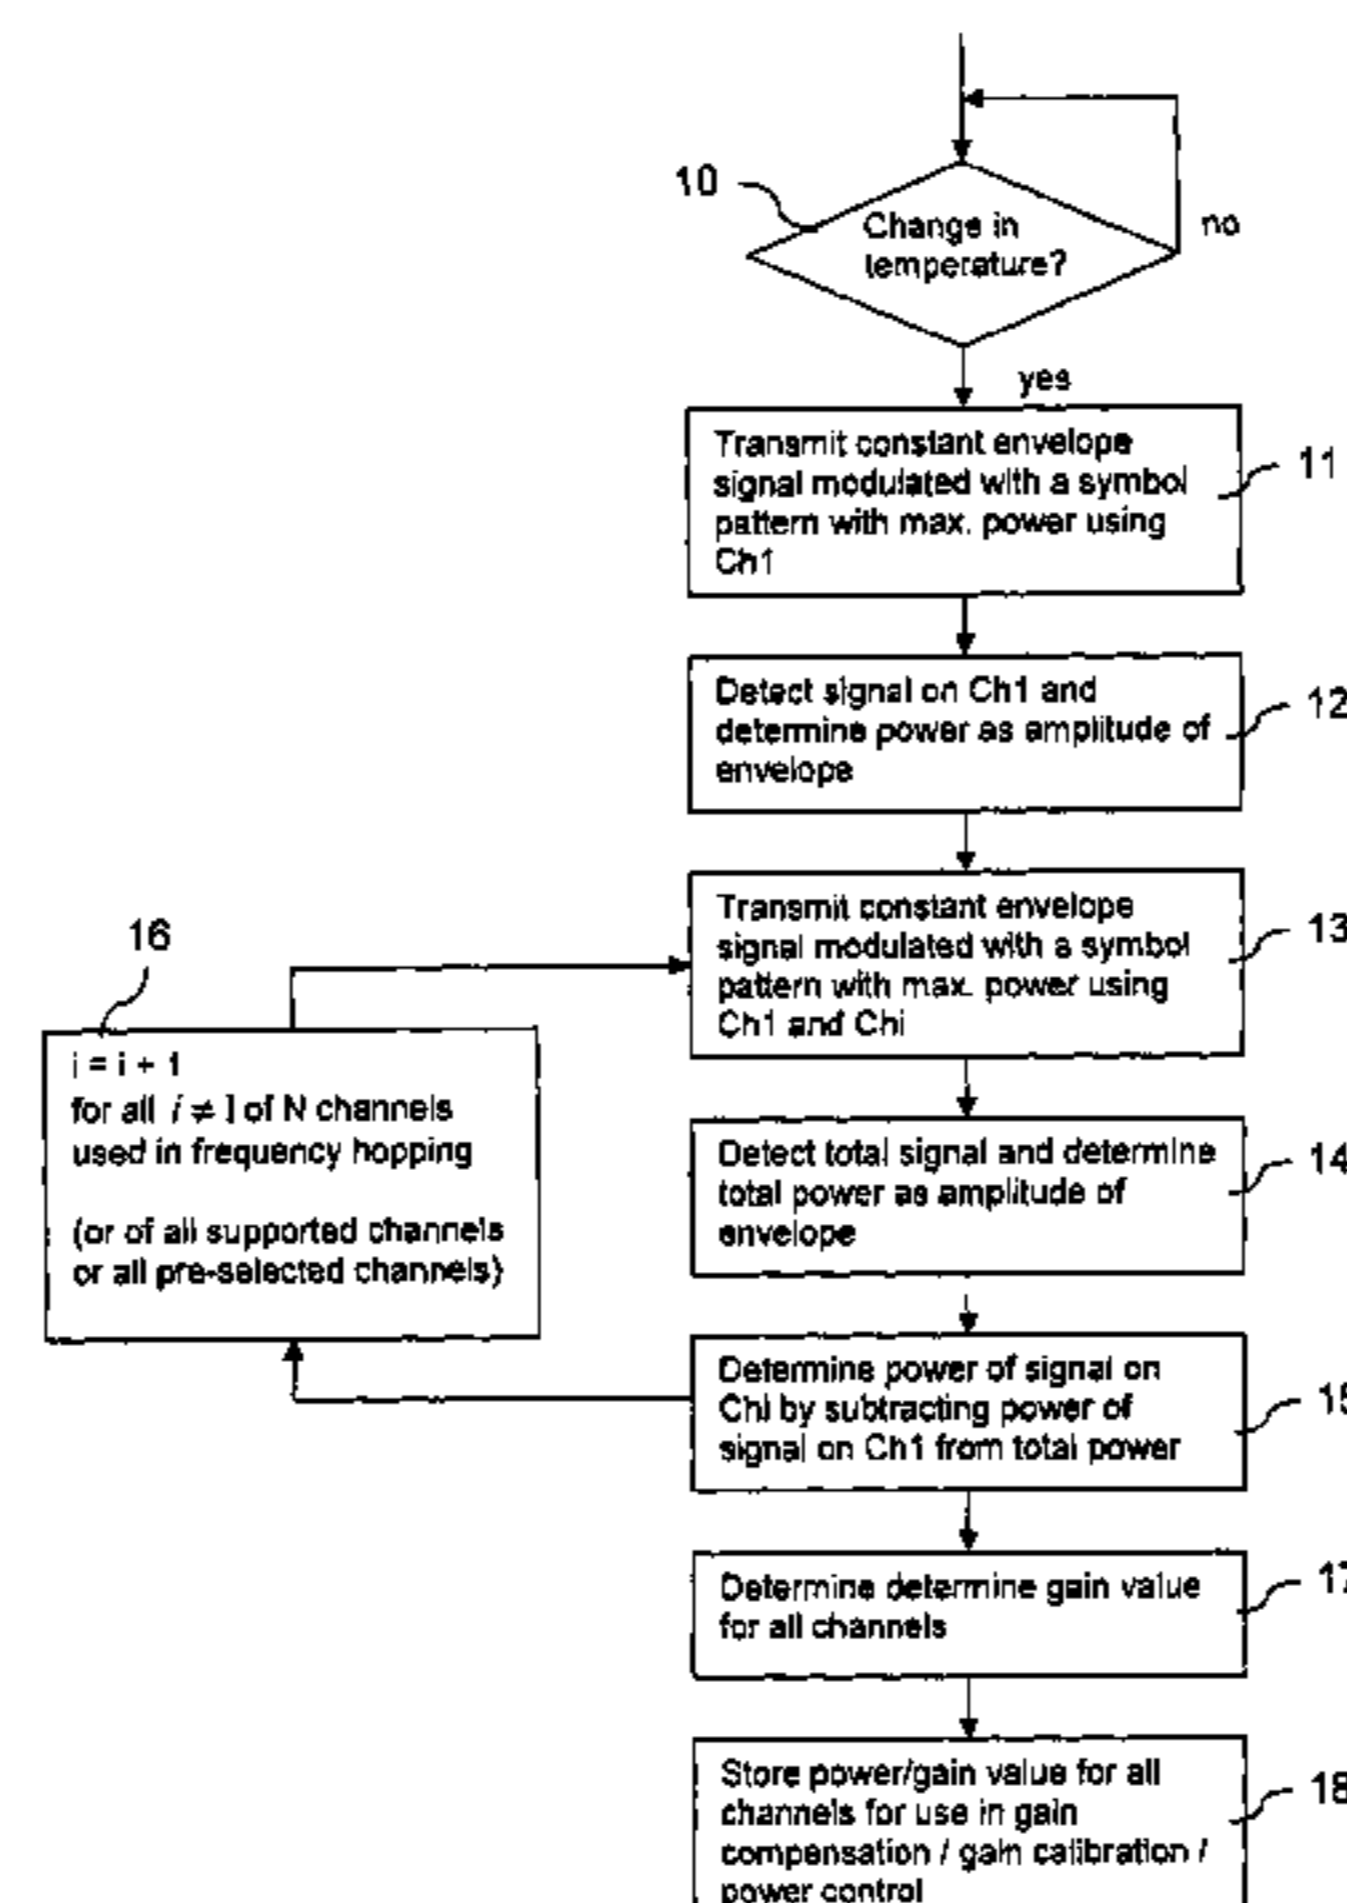 10
Change in
temperature?
no
yes
Transmit constant envelope
signal modulated with a symbol
pattern with max. power using
Ch1
11
Detect signal on Ch1 and
determine power as amplitude of
envelope
12
Transmit constant envelope
signal modulated with a symbol
pattern with max. power using
Ch1 and Chi
13
16
i = i + 1
for all i ≠ 1 of N channels
used in frequency hopping
(or of all supported channels
or all pre-selected channels)
Detect total signal and determine
total power as amplitude of
envelope
14
Determine power of signal on
Chi by subtracting power of
signal on Ch1 from total power
15
Determine determine gain value
for all channels
17
Store power/gain value for all
channels for use in gain
compensation / gain calibration /
power control
18